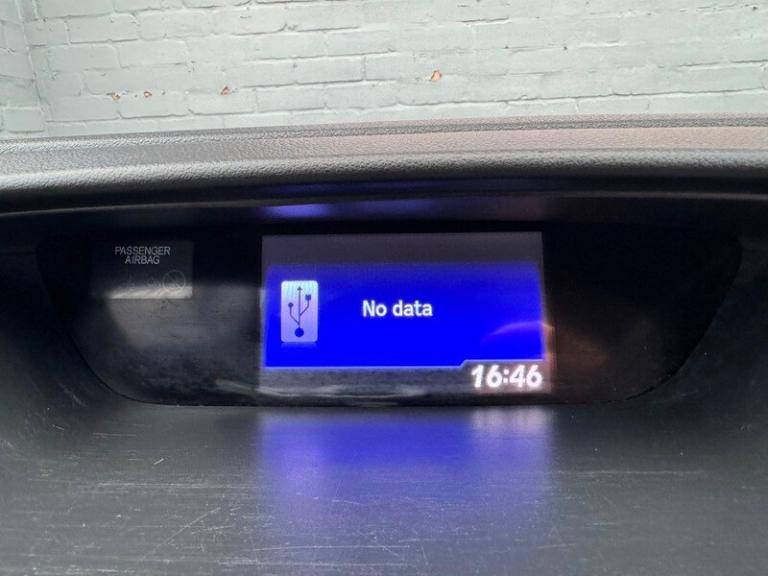 PASSENGER
AIRBAG
No data
16:46